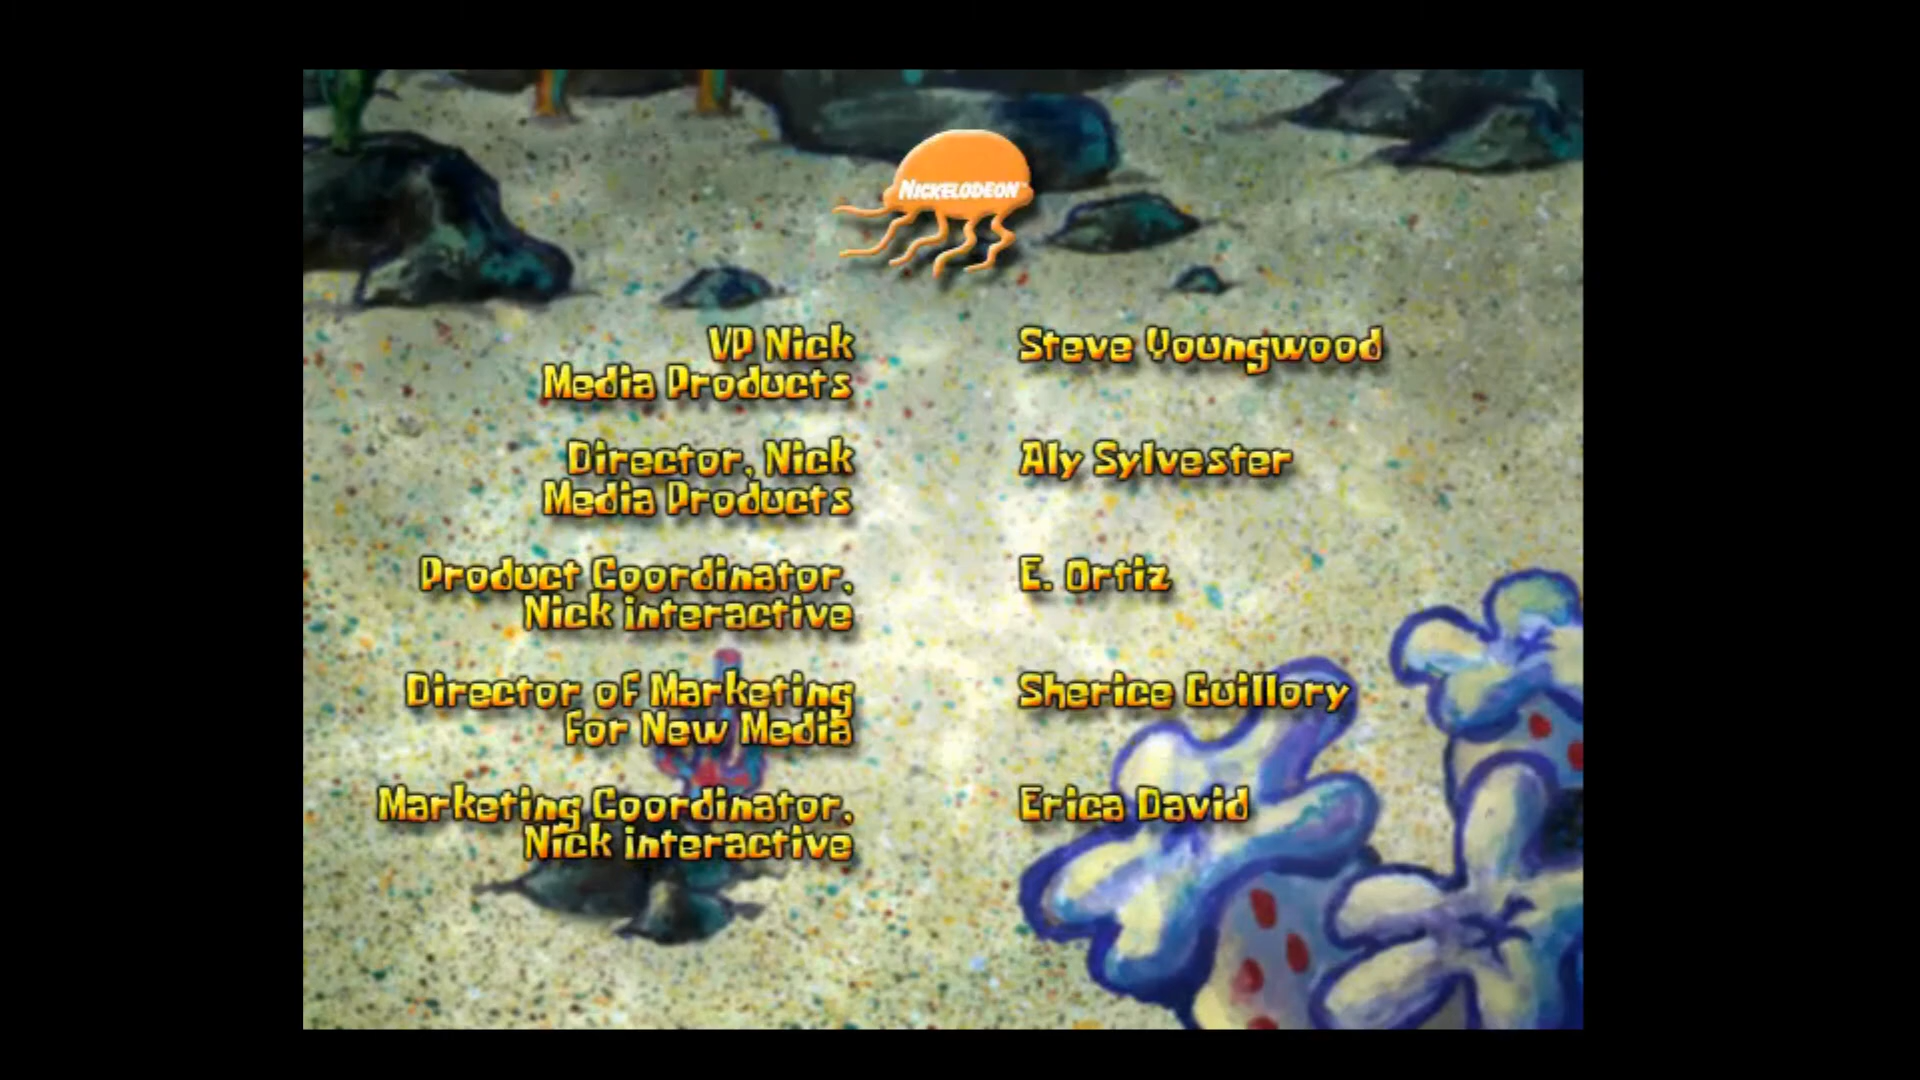 NICKELODEON™
VP Nick
Media Products
Steve Youngwood
Director, Nick
Media Products
Aly Sylvester
Product Coordinator,
Nick interactive
E. Ortiz
Director of Marketing
for New Media
Sherice Guillory
Marketing Coordinator,
Nick interactive
Erica David